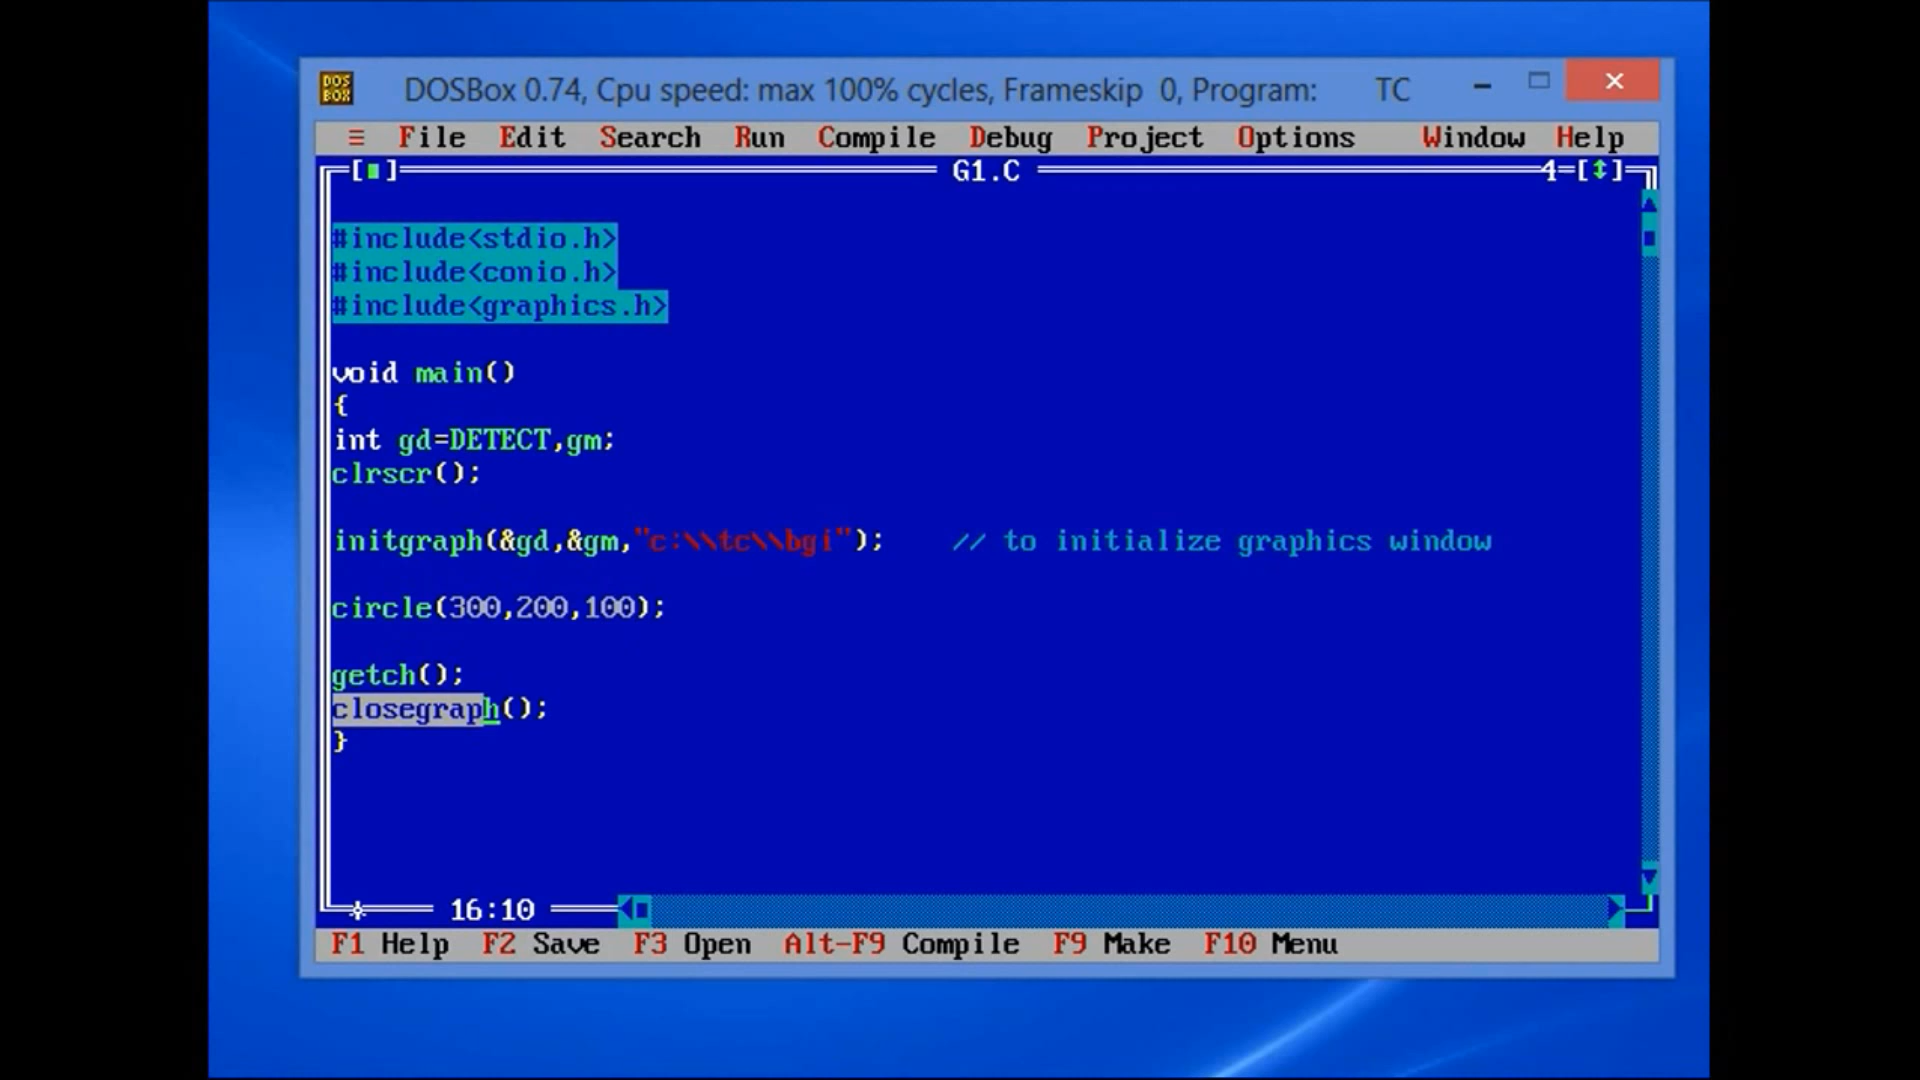 DOS BOX
DOSBox 0.74, Cpu speed: max 100% cycles, Frameskip 0, Program: TC
≡ File Edit Search Run Compile Debug Project Options Window Help
[■] G1.C 4=[↕]
#include<stdio.h>
#include<conio.h>
#include<graphics.h>
void main()
{
int gd=DETECT,gm;
clrscr();
initgraph(&gd,&gm,"c:\\tc\\bgi"); // to initialize graphics window
circle(300,200,100);
getch();
closegraph();
}
16:10
F1 Help F2 Save F3 Open Alt-F9 Compile F9 Make F10 Menu